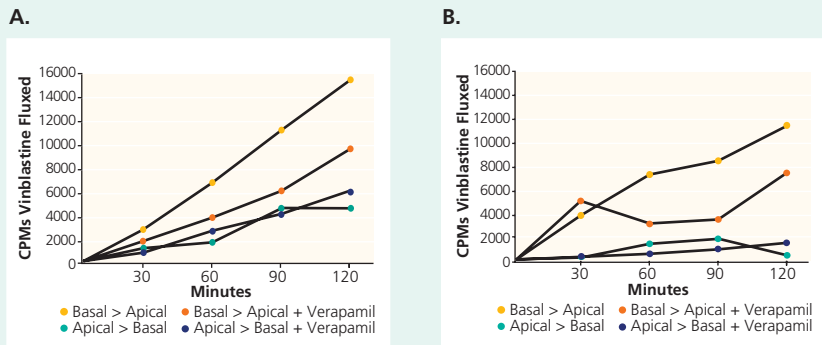 A.
CPMs Vinblastine Fluxed
16000
14000
12000
10000
8000
6000
4000
2000
0
30 60 90 120
Minutes
Basal > Apical Basal > Apical + Verapamil
Apical > Basal Apical > Basal + Verapamil
B.
CPMs Vinblastine Fluxed
16000
14000
12000
10000
8000
6000
4000
2000
0
30 60 90 120
Minutes
Basal > Apical Basal > Apical + Verapamil
Apical > Basal Apical > Basal + Verapamil